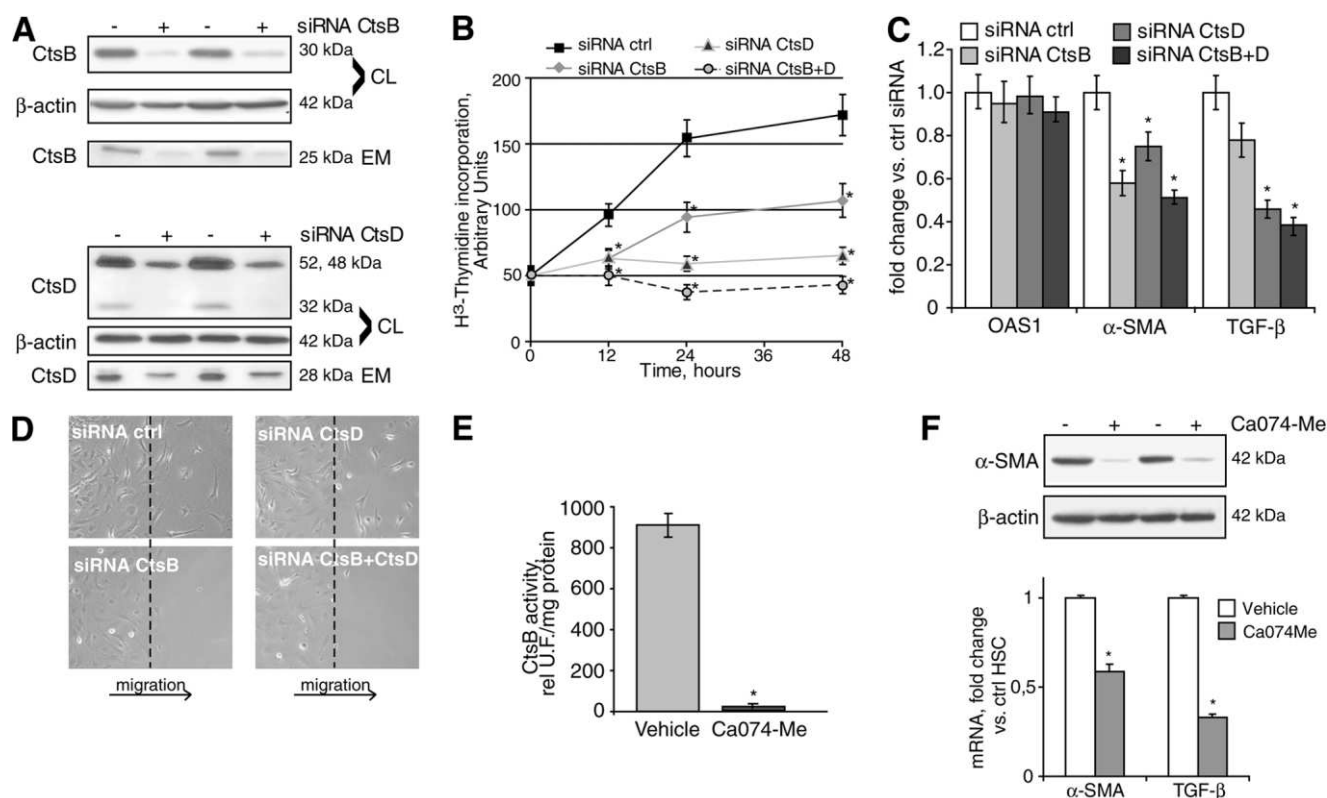 A
- + - + siRNA CtsB
CtsB 30 kDa
CL
β-actin 42 kDa
CtsB 25 kDa EM
- + - + siRNA CtsD
52, 48 kDa
CtsD
32 kDa
CL
β-actin 42 kDa
CtsD 28 kDa EM
B
siRNA ctrl siRNA CtsD
siRNA CtsB siRNA CtsB+D
200
150
100
50
0
0 12 24 36 48
H³-Thymidine incorporation,
Arbitrary Units
Time, hours
* * * * * * * *
C
siRNA ctrl siRNA CtsD
siRNA CtsB siRNA CtsB+D
fold change vs. ctrl siRNA
1.2
1.0
0.8
0.6
0.4
0.2
0
* * * * *
OAS1 α-SMA TGF-β
D
siRNA ctrl siRNA CtsD
siRNA CtsB siRNA CtsB+CtsD
migration migration
E
CtsB activity,
rel U.F./mg protein
1000
800
600
400
200
0
*
Vehicle Ca074-Me
F
- + - + Ca074-Me
α-SMA 42 kDa
β-actin 42 kDa
mRNA, fold change
vs. ctrl HSC
1
0,5
0
Vehicle
Ca074Me
* *
α-SMA TGF-β